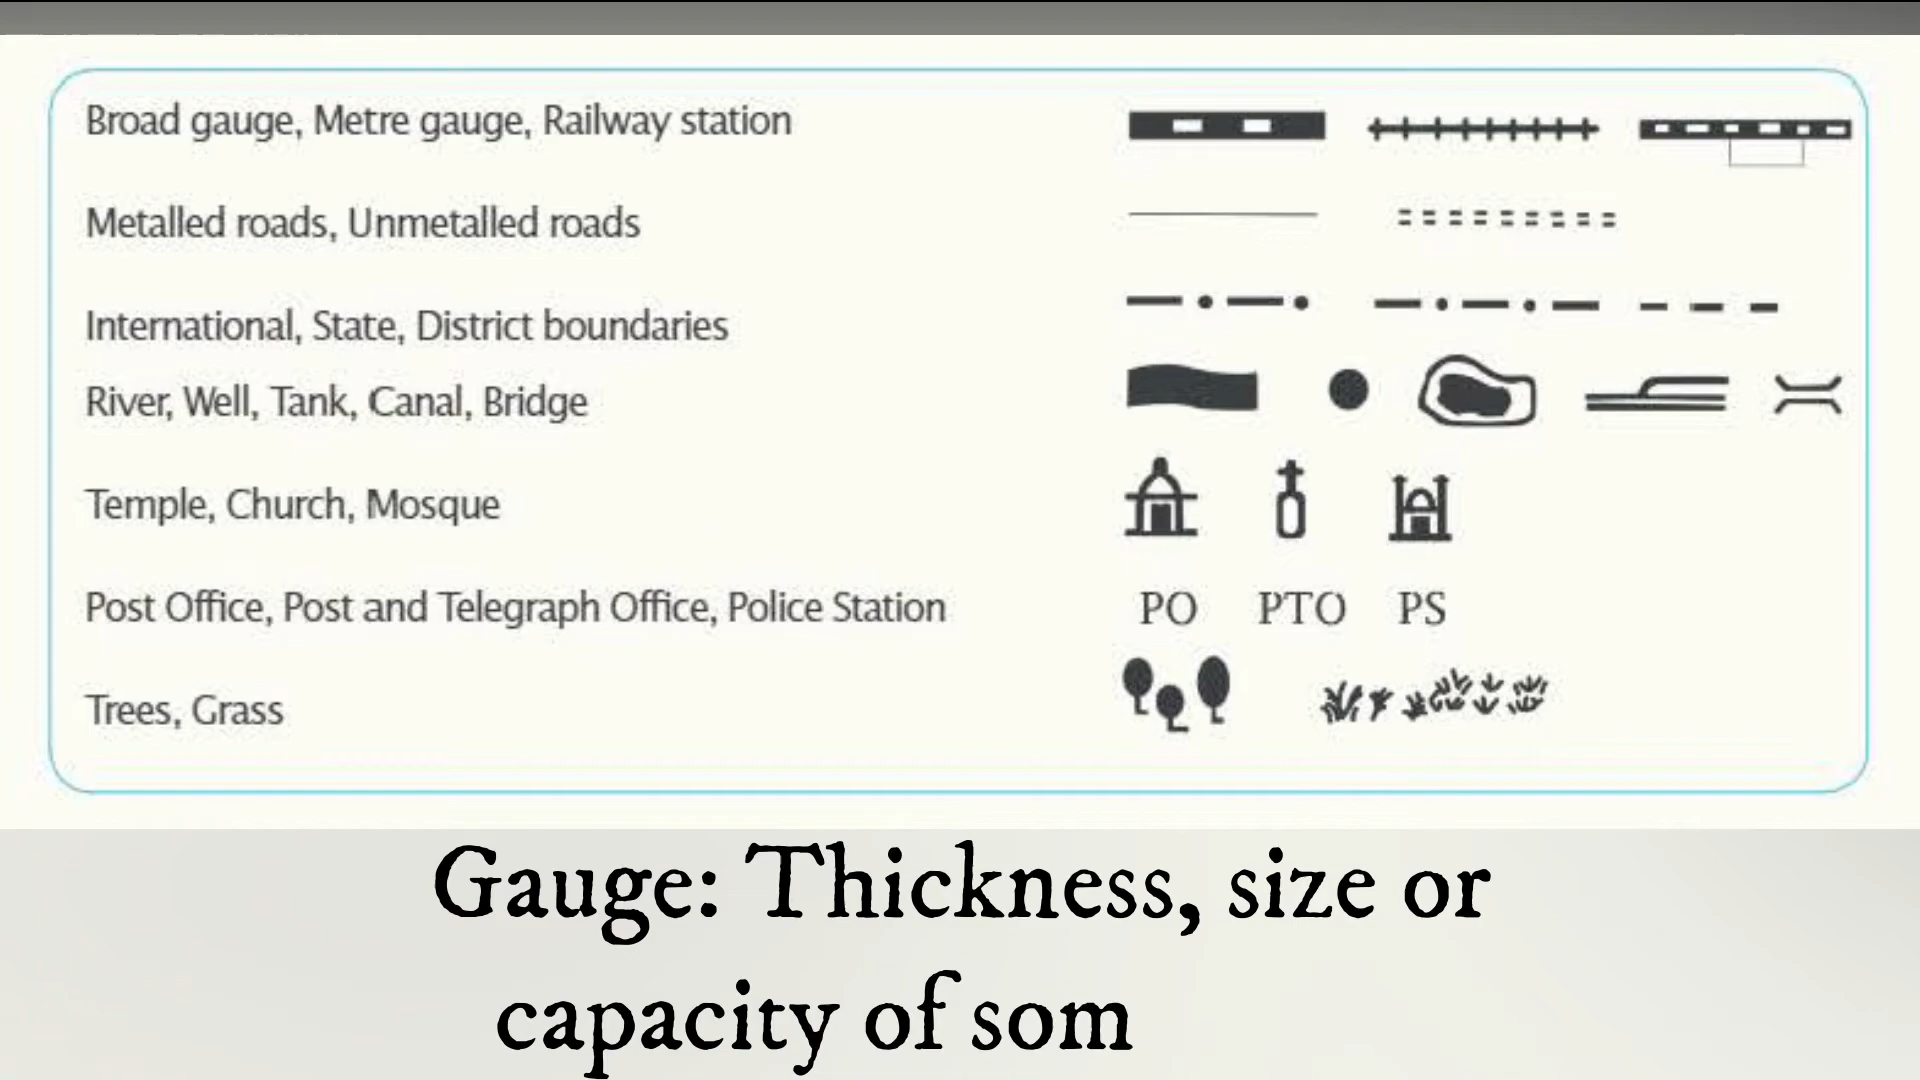 Broad gauge, Metre gauge, Railway station
Metalled roads, Unmetalled roads
International, State, District boundaries
River, Well, Tank, Canal, Bridge
Temple, Church, Mosque
Post Office, Post and Telegraph Office, Police Station PO PTO PS
Trees, Grass
Gauge: Thickness, size or
capacity of som